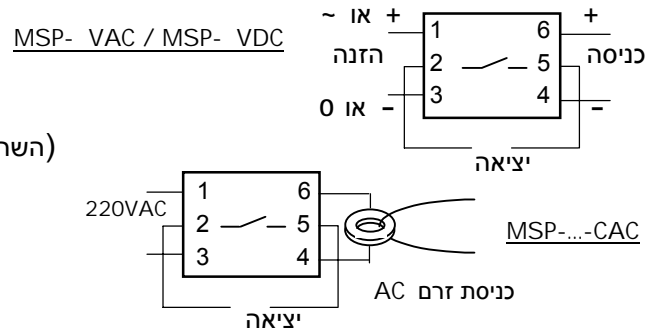 MSP- VAC / MSP- VDC
~ או +
+
1 6
הזנה
כניסה
2 5
3 4
0 או -
-
יציאה
220VAC
1 6
2 5
3 4
MSP-...-CAC
כניסת זרם AC
יציאה